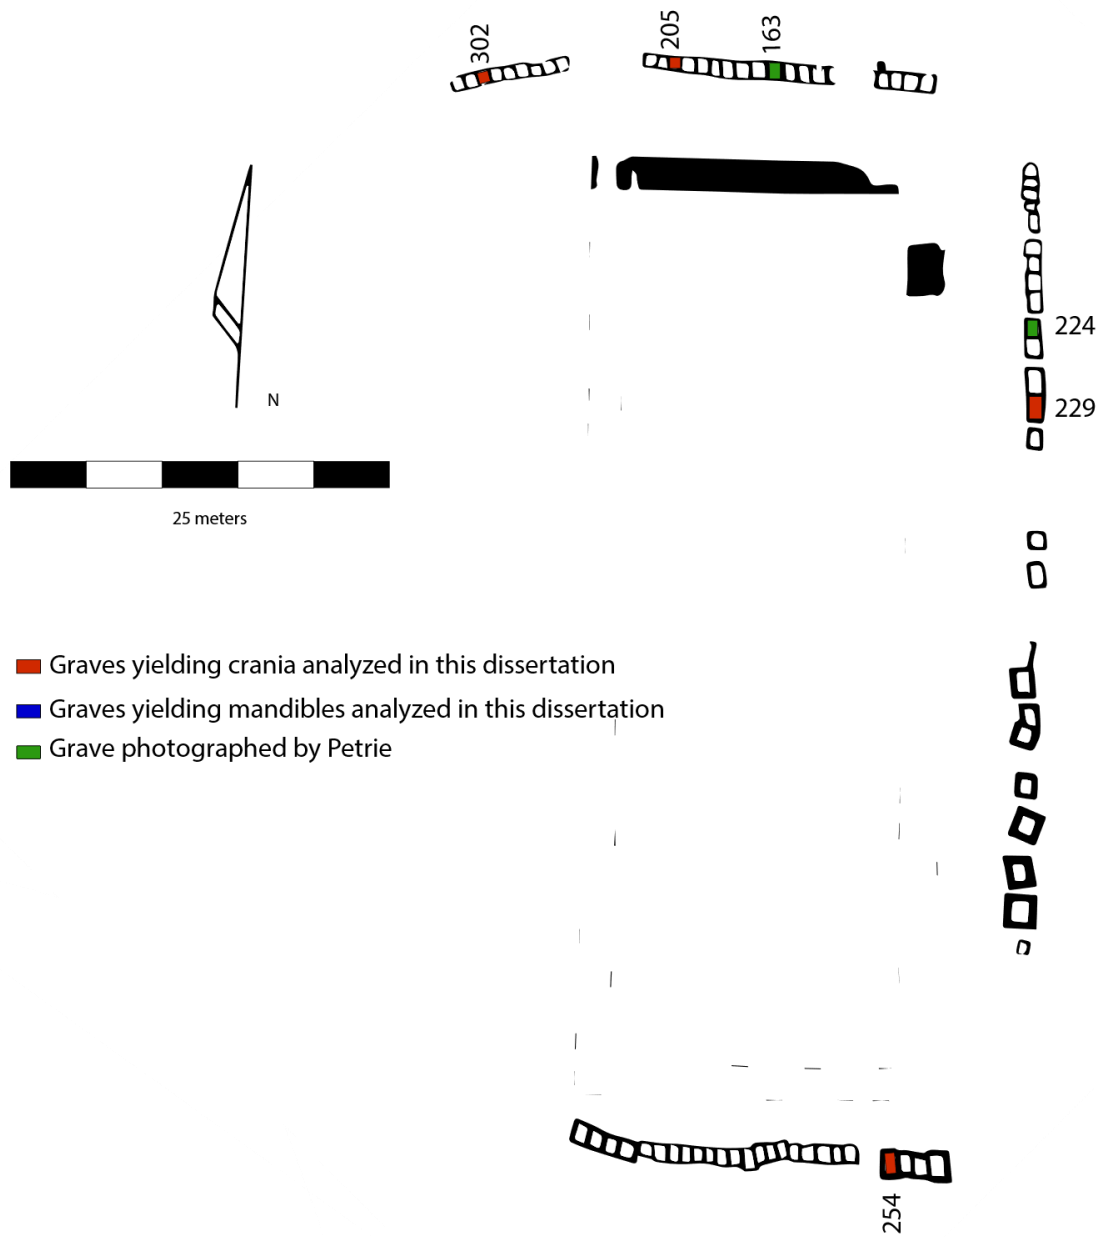 302
205
163
224
229
N
25 meters
Graves yielding crania analyzed in this dissertation
Graves yielding mandibles analyzed in this dissertation
Grave photographed by Petrie
254